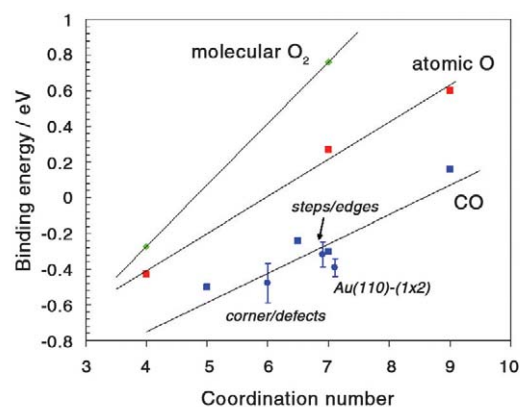 1
0.8
0.6
0.4
0.2
0
-0.2
-0.4
-0.6
-0.8
Binding energy / eV
molecular O₂
atomic O
CO
steps/edges
Au(110)-(1x2)
corner/defects
3 4 5 6 7 8 9 10
Coordination number